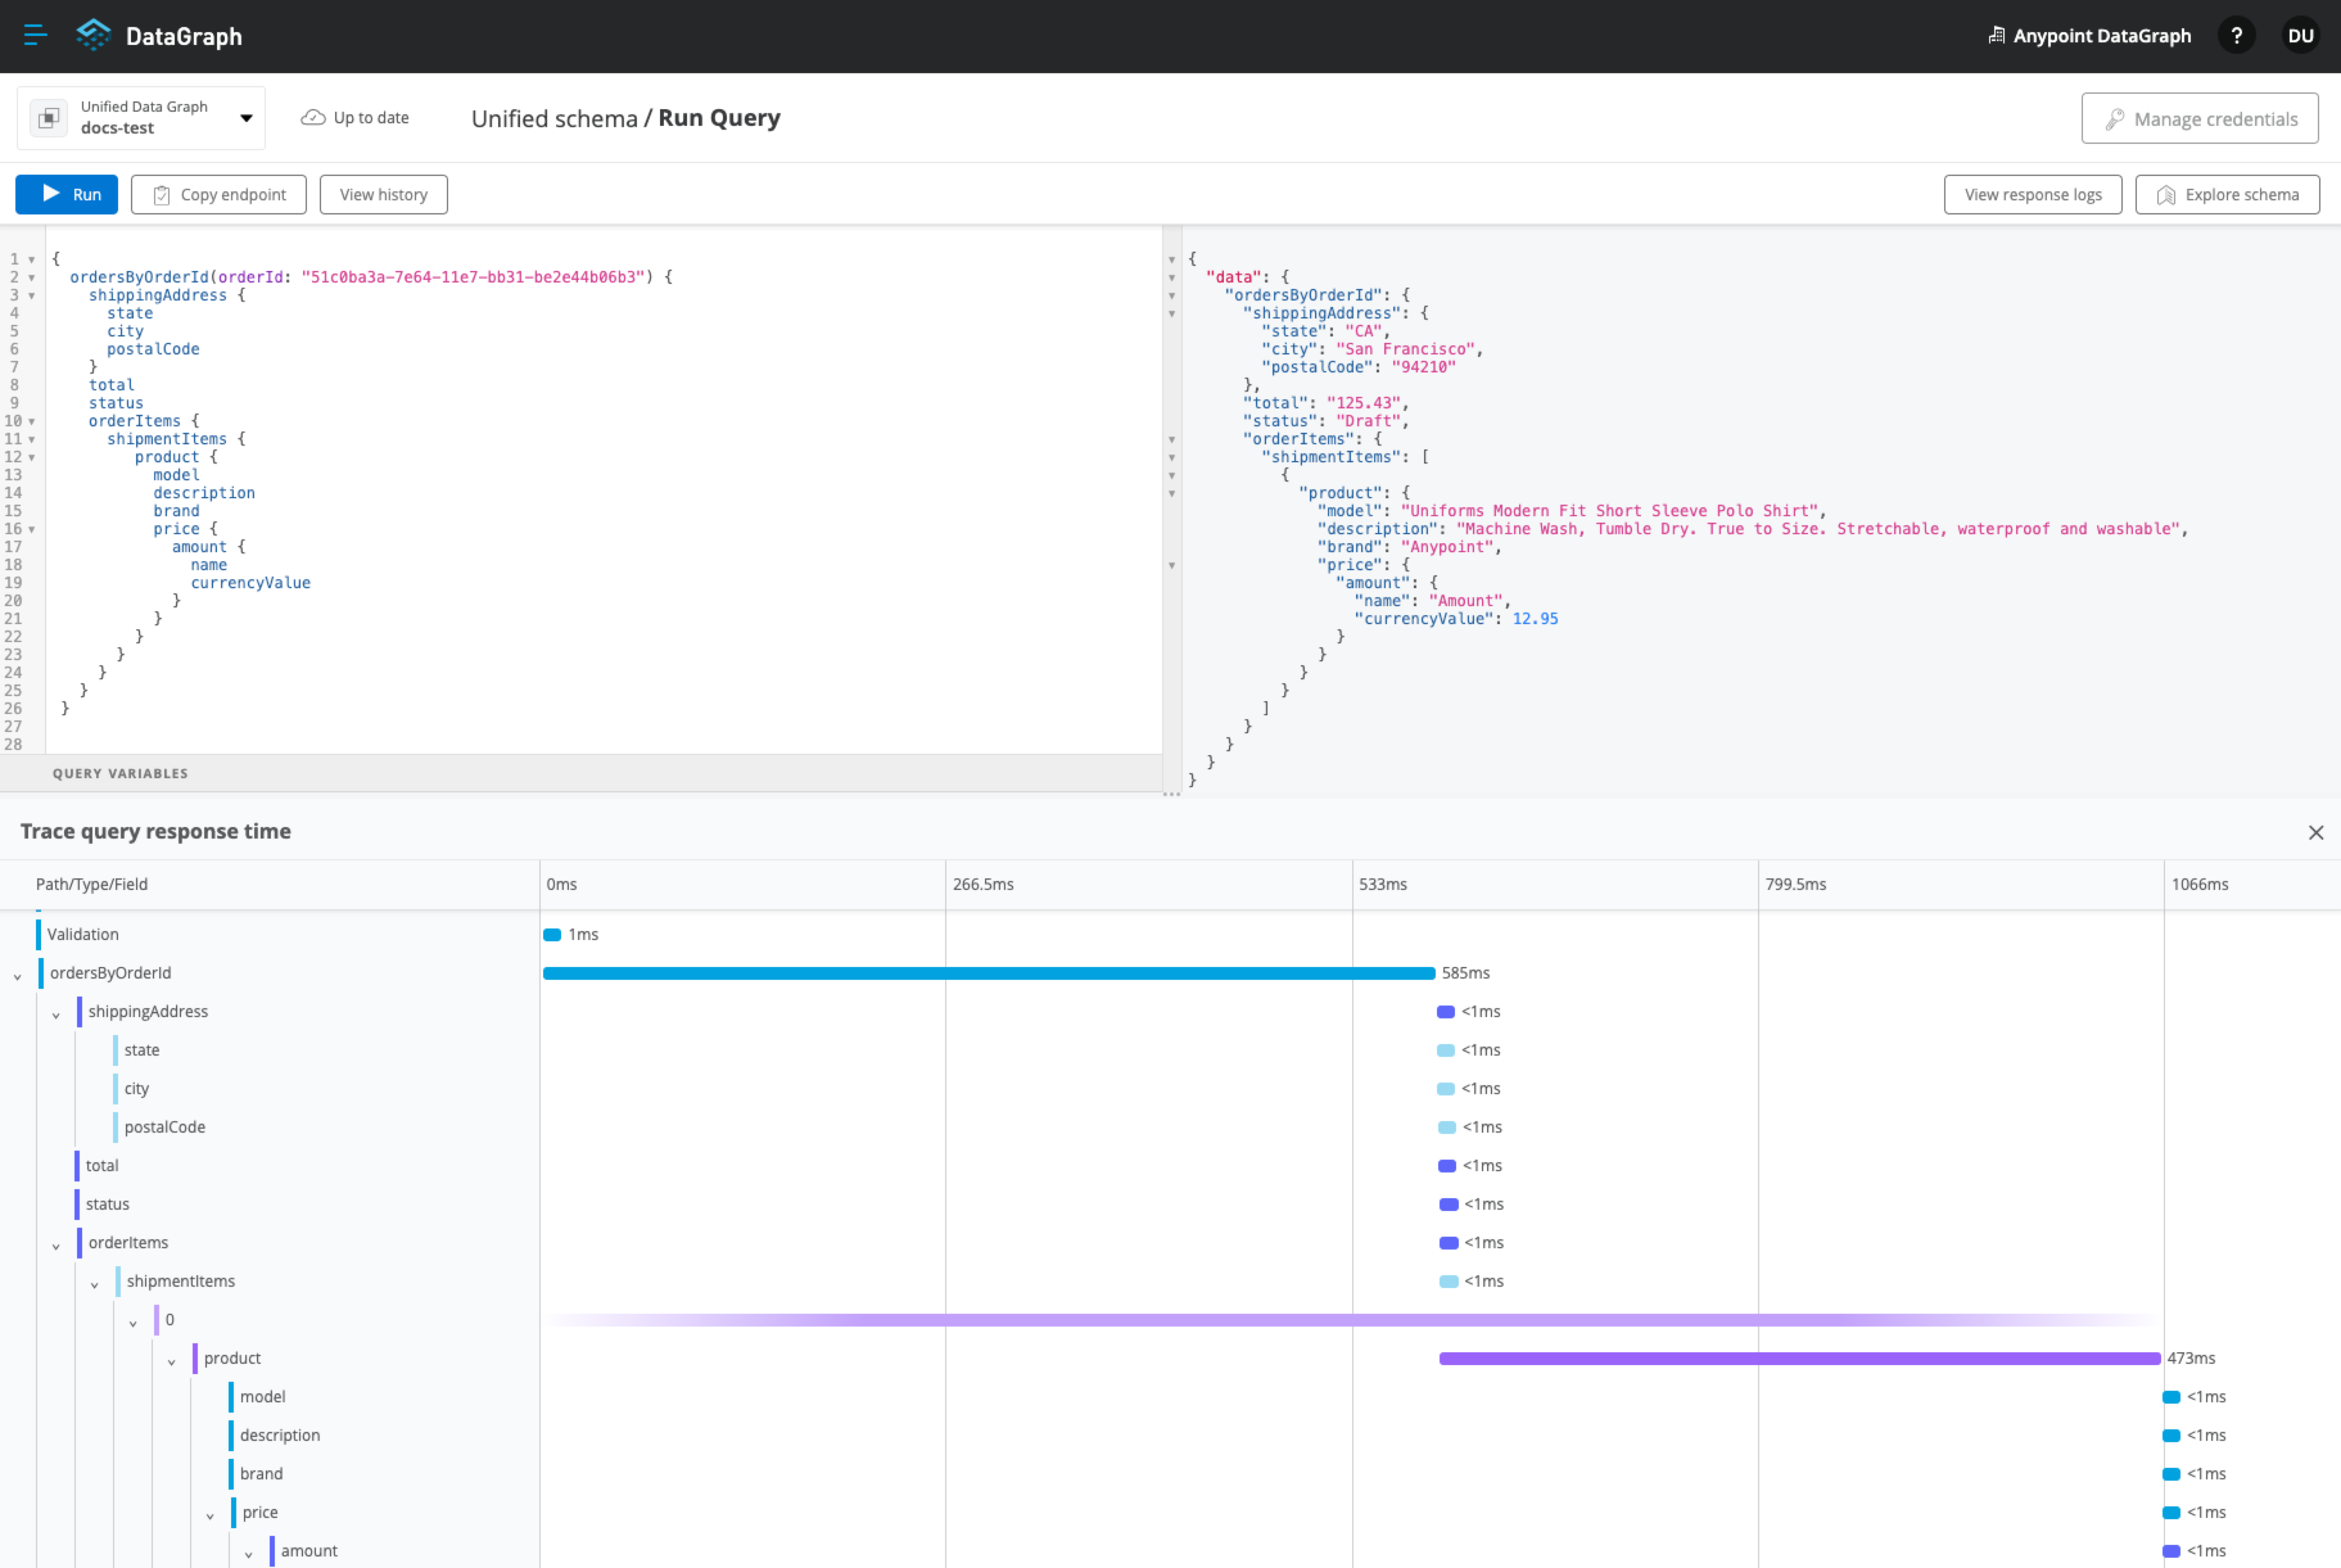 DataGraph
Anypoint DataGraph
?
DU
Unified Data Graph
docs-test
Up to date
Unified schema / Run Query
Manage credentials
Run
Copy endpoint
View history
View response logs
Explore schema
1 {
2 ordersByOrderId(orderId: "51c0ba3a-7e64-11e7-bb31-be2e44b06b3") {
3 shippingAddress {
4 state
5 city
6 postalCode
7 }
8 total
9 status
10 orderItems {
11 shipmentItems {
12 product {
13 model
14 description
15 brand
16 price {
17 amount {
18 name
19 currencyValue
20 }
21 }
22 }
23 }
24 }
25 }
26 }
27
28
QUERY VARIABLES
{
"data": {
"ordersByOrderId": {
"shippingAddress": {
"state": "CA",
"city": "San Francisco",
"postalCode": "94210"
},
"total": "125.43",
"status": "Draft",
"orderItems": {
"shipmentItems": [
{
"product": {
"model": "Uniforms Modern Fit Short Sleeve Polo Shirt",
"description": "Machine Wash, Tumble Dry. True to Size. Stretchable, waterproof and washable",
"brand": "Anypoint",
"price": {
"amount": {
"name": "Amount",
"currencyValue": 12.95
}
}
}
}
]
}
}
}
}
Trace query response time
Path/Type/Field 0ms 266.5ms 533ms 799.5ms 1066ms
Validation 1ms
ordersByOrderId 585ms
shippingAddress <1ms
state <1ms
city <1ms
postalCode <1ms
total <1ms
status <1ms
orderItems <1ms
shipmentItems <1ms
0
product 473ms
model <1ms
description <1ms
brand <1ms
price <1ms
amount <1ms